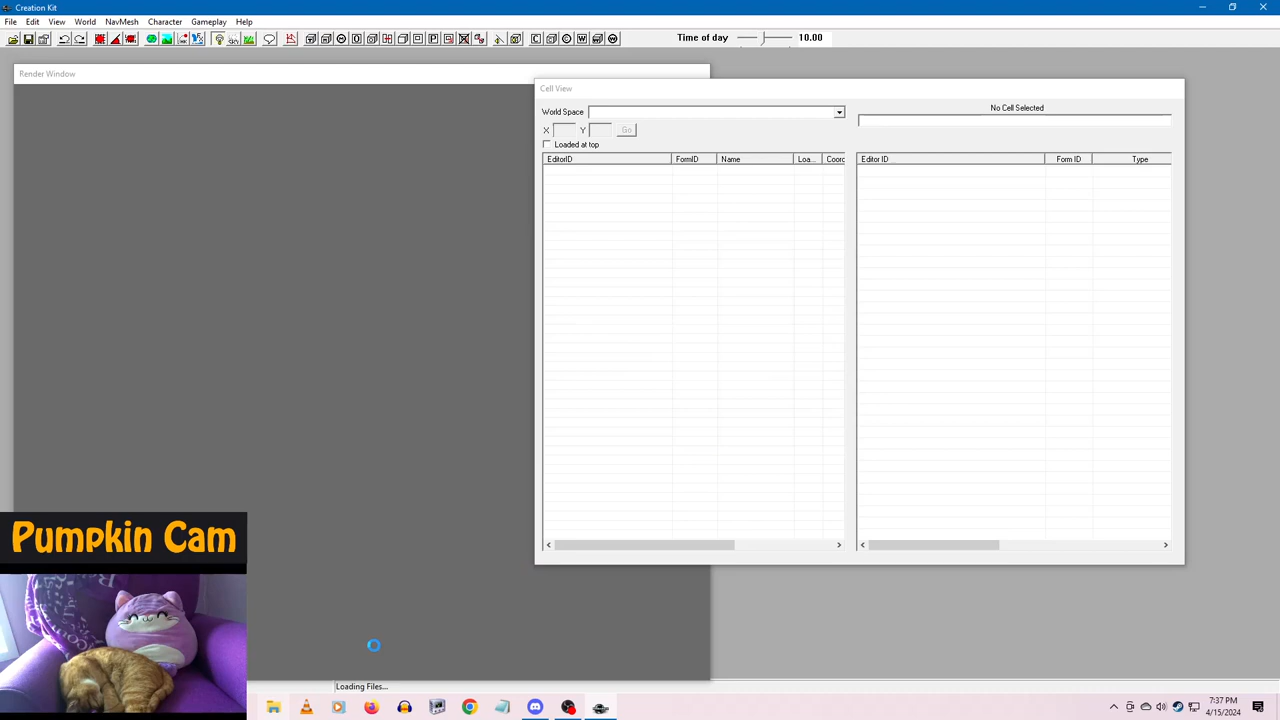 Creation Kit
File Edit View World NavMesh Character Gameplay Help
Time of day 10.00
Render Window
Cell View
World Space
No Cell Selected
X Y Go
Loaded at top
EditorID FormID Name Loa... Coord
Editor ID Form ID Type
Pumpkin Cam
Loading Files...
7:37 PM
4/15/2024